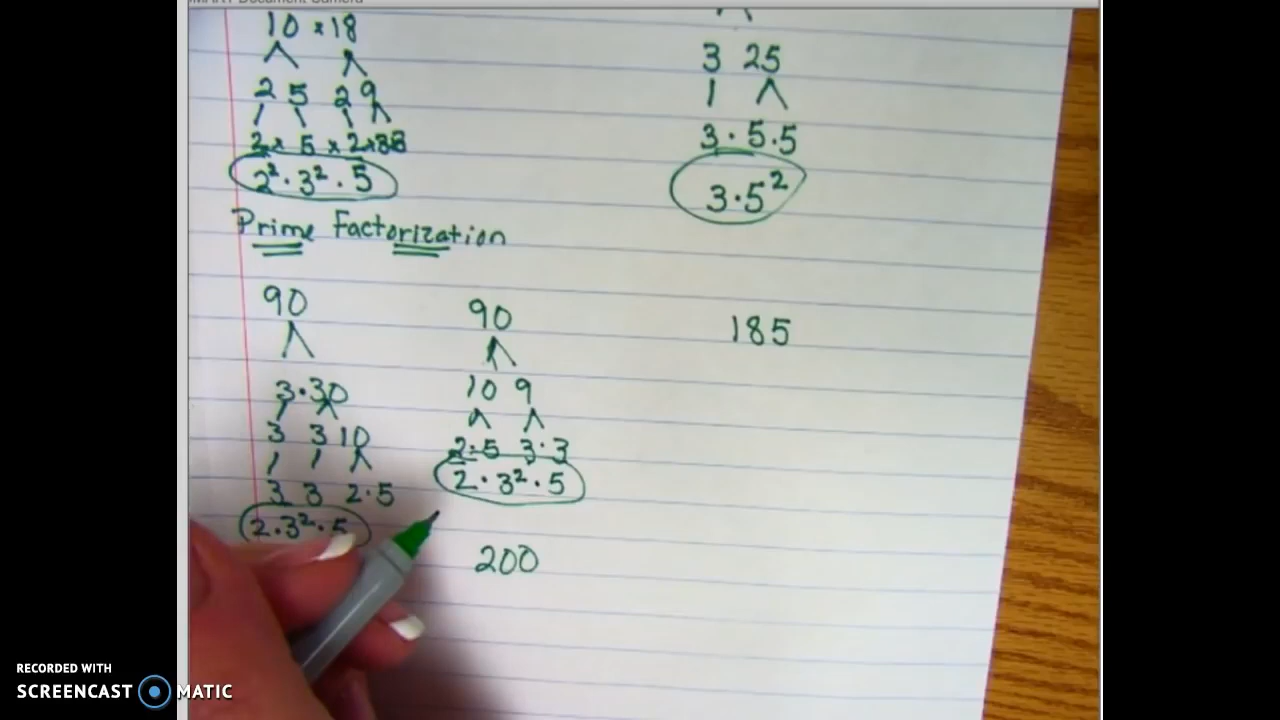 10 × 18
2 5 2 9
2 × 5 × 2 × 33
2² · 3² · 5
3 25
3 · 5 · 5
3 · 5²
Prime Factorization
90
3 · 30
3 3 10
3 3 2 · 5
2 · 3² · 5
90
10 9
2 · 5 3 · 3
2 · 3² · 5
200
185
RECORDED WITH
SCREENCAST MATIC